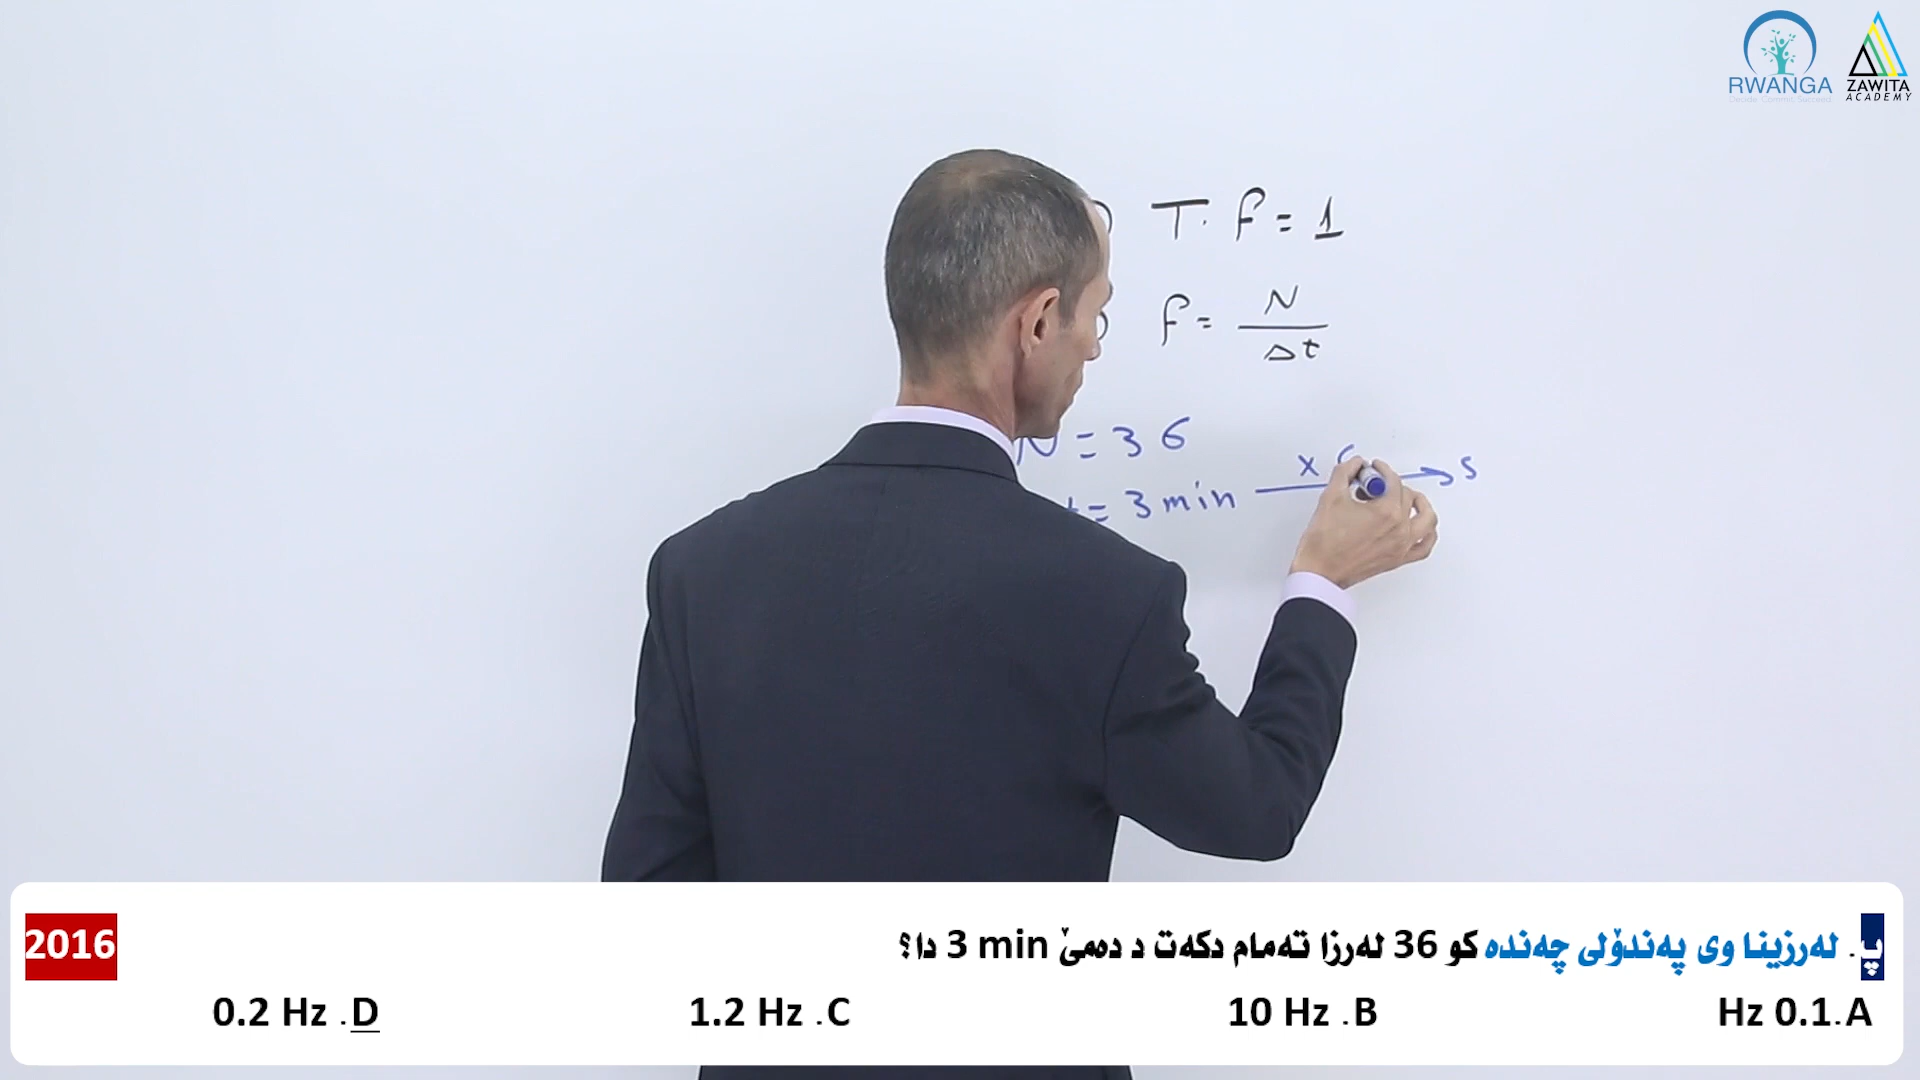 RWANGA
ZAWITA
ACADEMY
T. f = 1
f = N / Δt
N = 36
t = 3 min x s
2016
پ. لەرزینا وی پەندۆلی چەندە کو 36 لەرزا تەمام دکەت د دەمێ 3 min دا؟
Hz 0.1.A
10 Hz .B
1.2 Hz .C
0.2 Hz .D